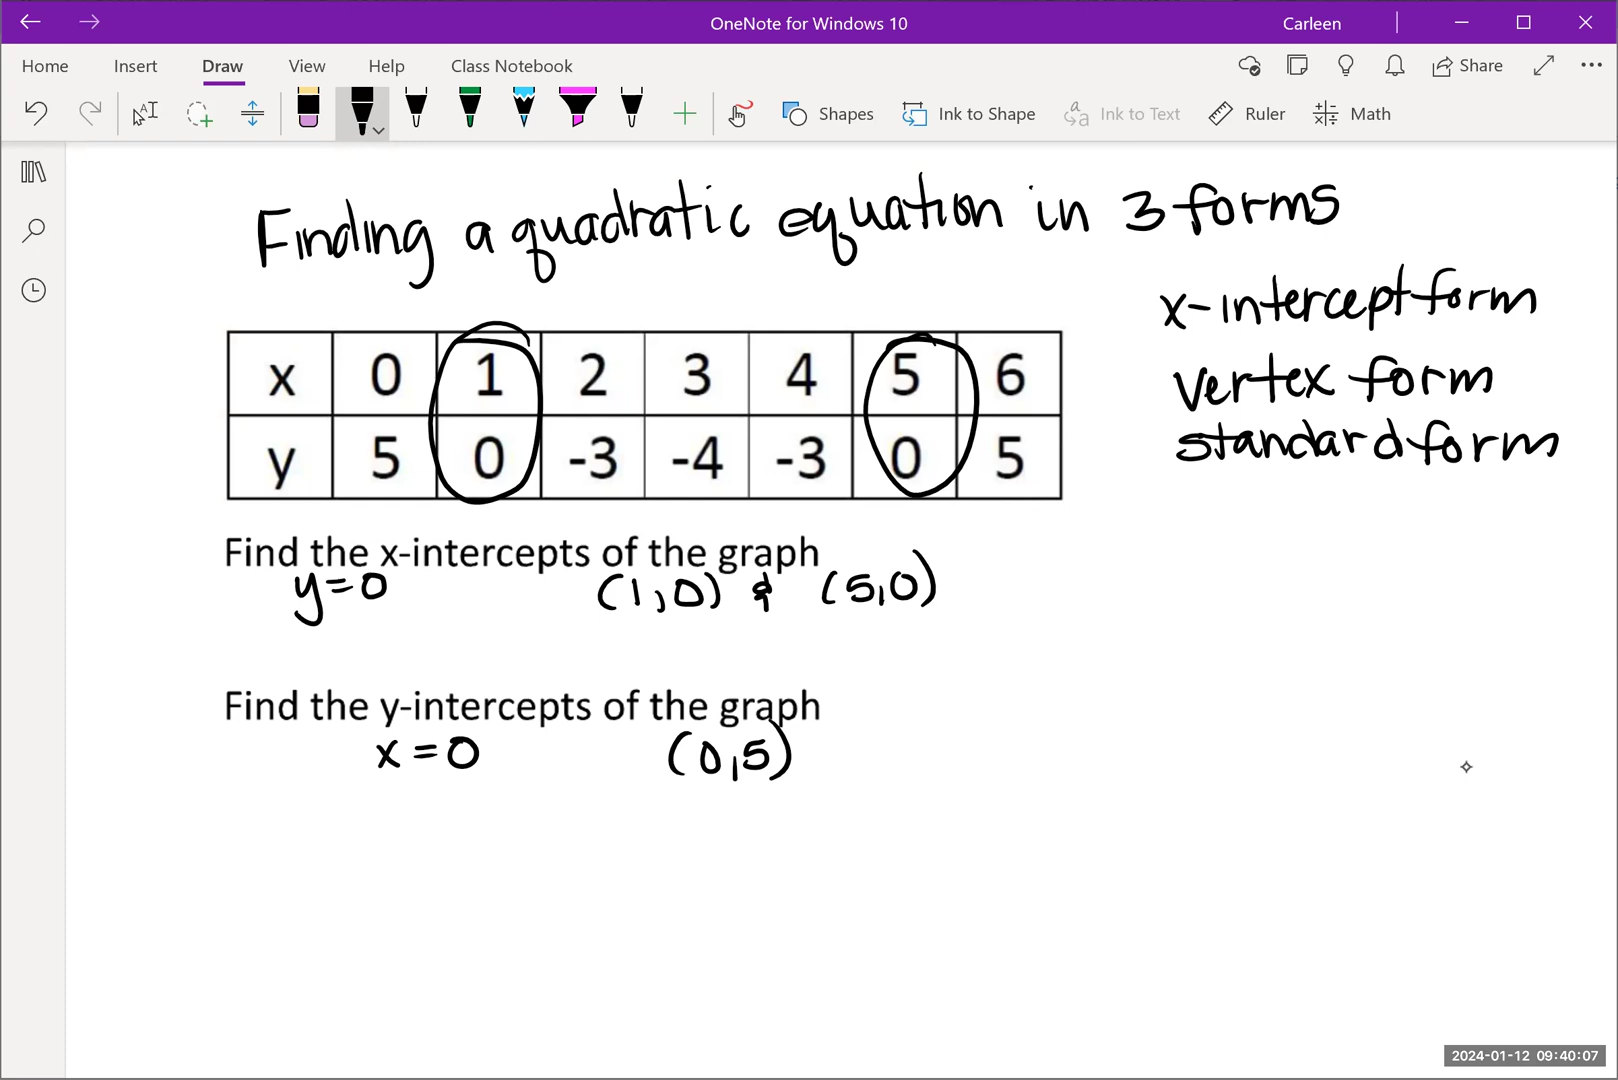 OneNote for Windows 10
Carleen
Home Insert Draw View Help Class Notebook
Share
Shapes Ink to Shape Ink to Text Ruler Math
Finding a quadratic equation in 3 forms
x-intercept form
vertex form
standard form
x 0 1 2 3 4 5 6
y 5 0 -3 -4 -3 0 5
Find the x-intercepts of the graph
y=0 (1,0) & (5,0)
Find the y-intercepts of the graph
x=0 (0,5)
2024-01-12 09:40:07